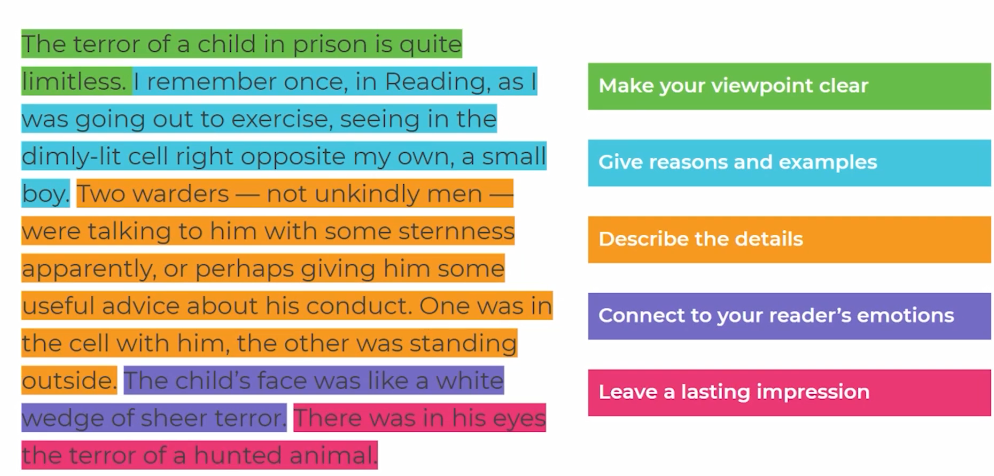 The terror of a child in prison is quite
limitless. I remember once, in Reading, as I
was going out to exercise, seeing in the
dimly-lit cell right opposite my own, a small
boy. Two warders — not unkindly men —
were talking to him with some sternness
apparently, or perhaps giving him some
useful advice about his conduct. One was in
the cell with him, the other was standing
outside. The child’s face was like a white
wedge of sheer terror. There was in his eyes
the terror of a hunted animal.
Make your viewpoint clear
Give reasons and examples
Describe the details
Connect to your reader’s emotions
Leave a lasting impression